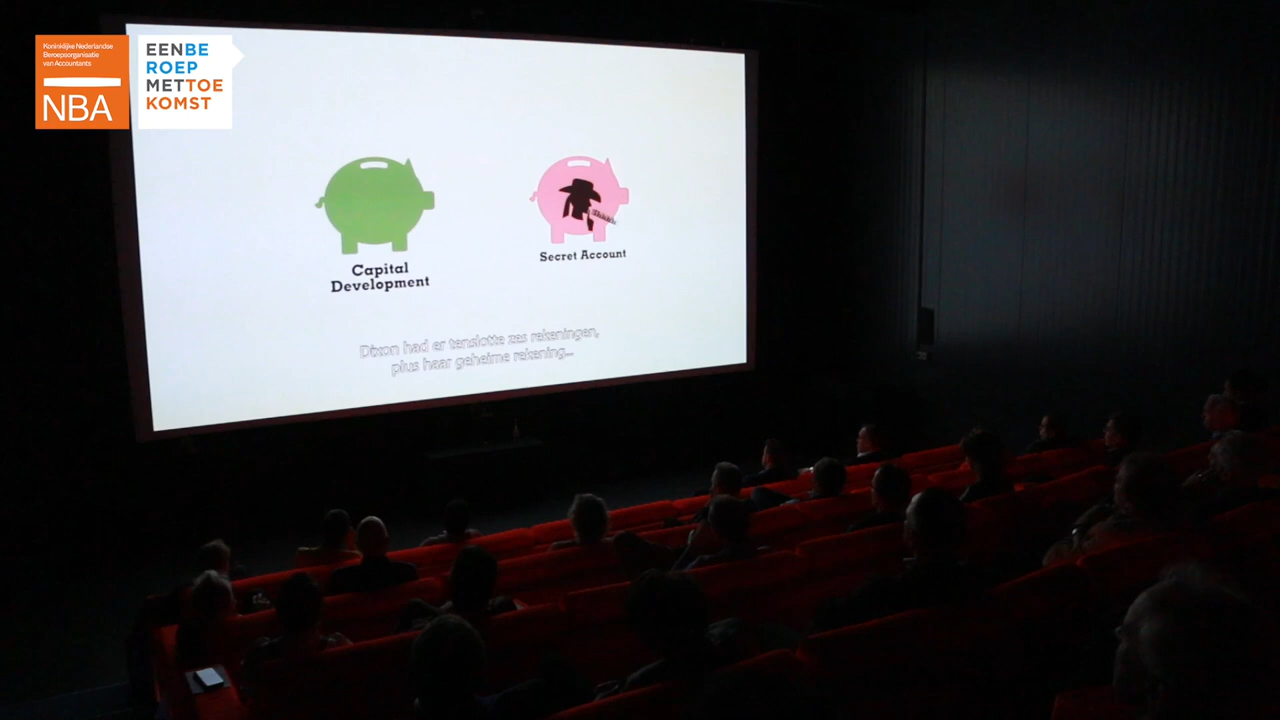 Koninklijke Nederlandse
Beroepsorganisatie
van Accountants
NBA
EENBE
ROEP
METTOE
KOMST
Capital
Development
Secret Account
Dixon had er tenslotte zes rekeningen,
plus haar geheime rekening...